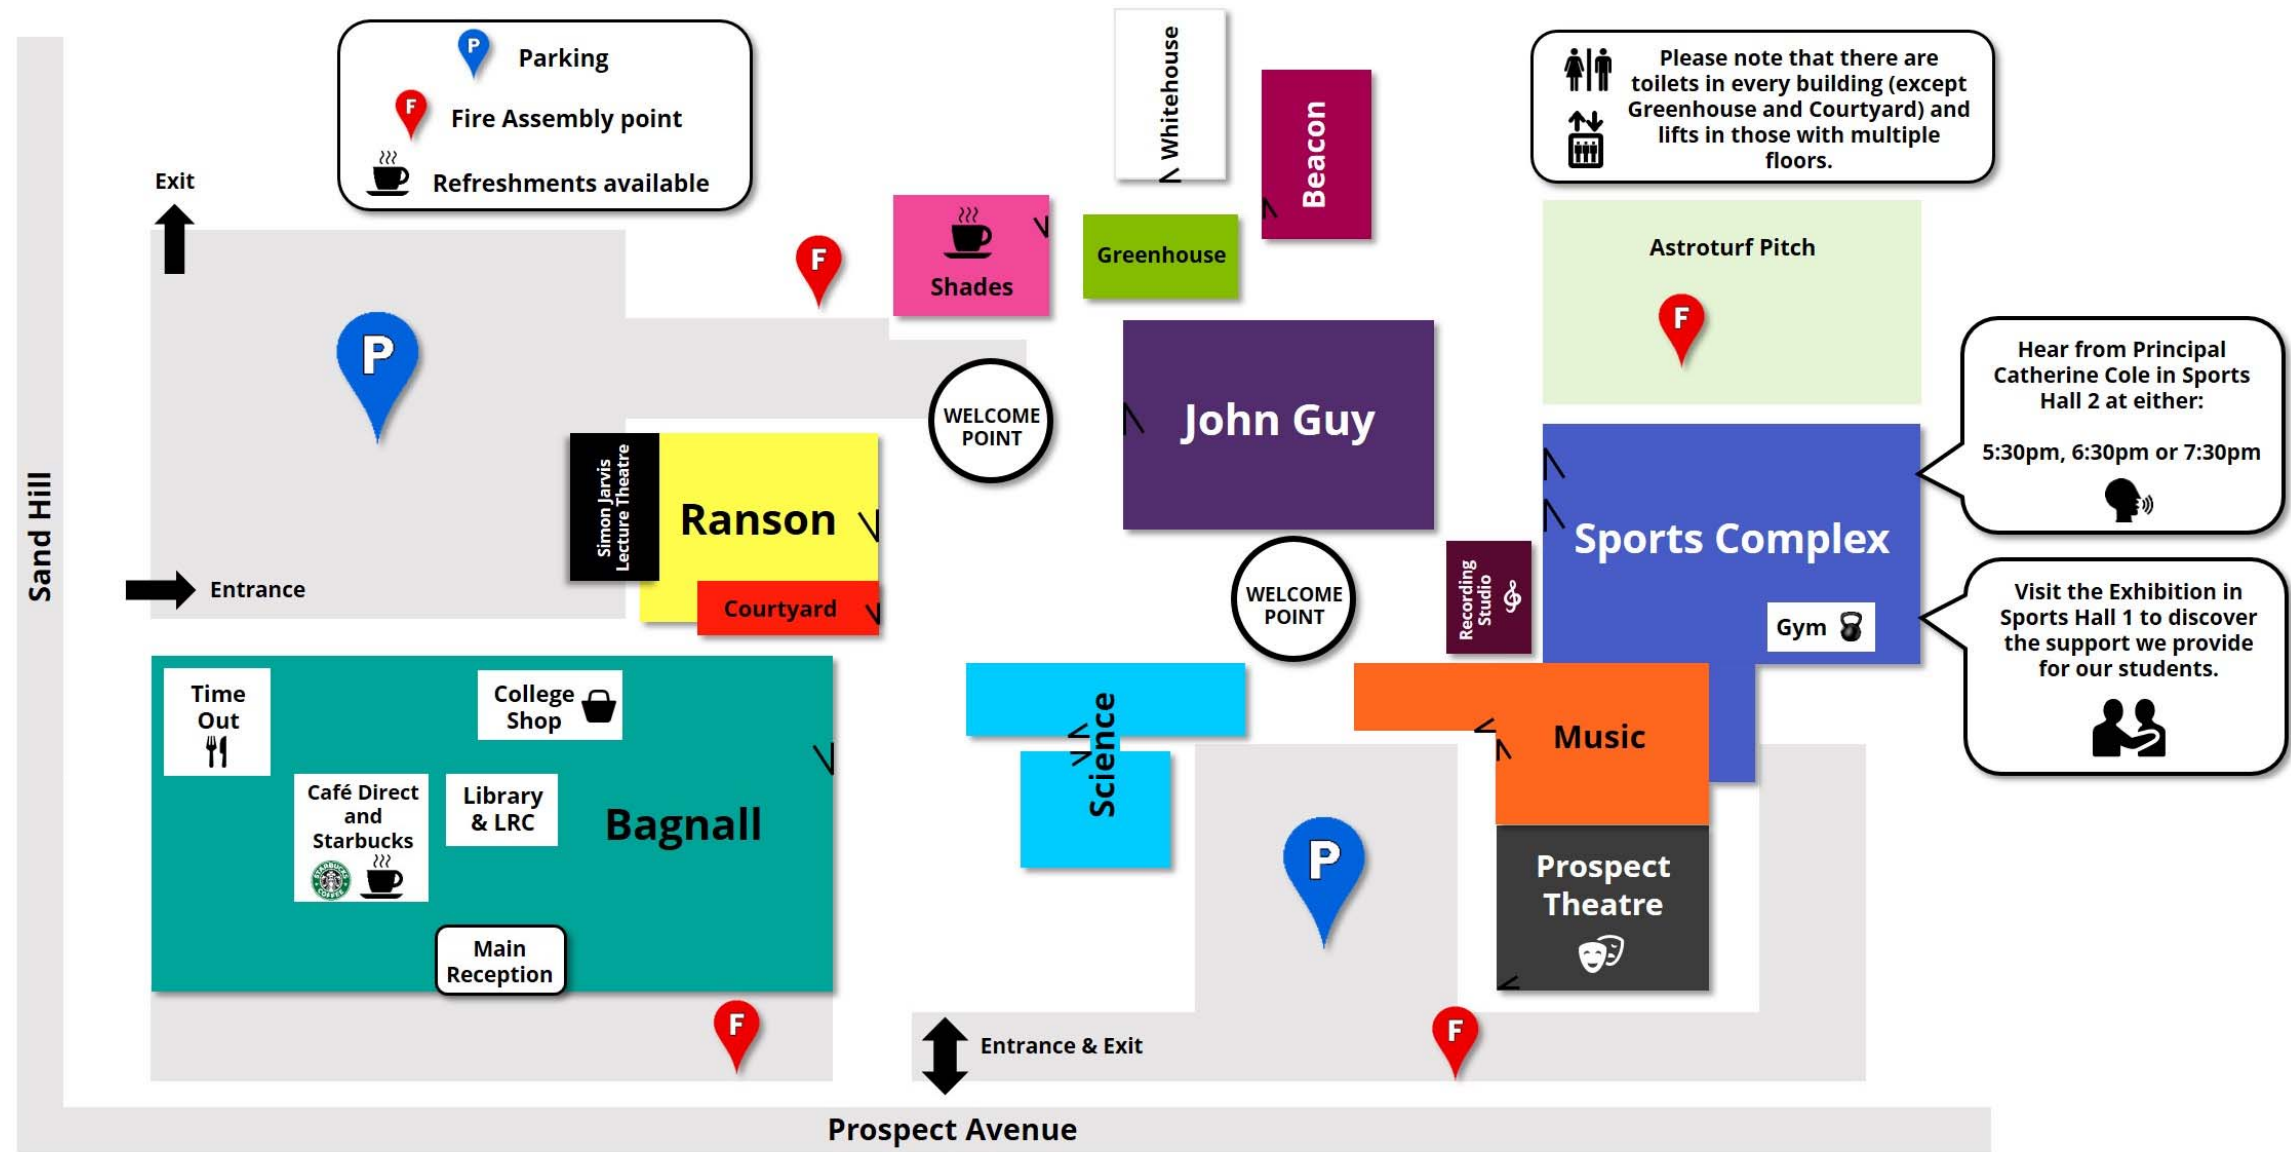 P
Parking
F
Fire Assembly point
Refreshments available
Exit
Entrance
Sand Hill
P
F
Shades
Whitehouse
Beacon
Greenhouse
Please note that there are
toilets in every building (except
Greenhouse and Courtyard) and
lifts in those with multiple
floors.
Astroturf Pitch
F
WELCOME
POINT
John Guy
Simon Jarvis
Lecture Theatre
Ranson
Courtyard
Hear from Principal
Catherine Cole in Sports
Hall 2 at either:
5:30pm, 6:30pm or 7:30pm
Sports Complex
Gym
Recording
Studio
WELCOME
POINT
Visit the Exhibition in
Sports Hall 1 to discover
the support we provide
for our students.
Time
Out
College
Shop
Café Direct
and
Starbucks
STARBUCKS
COFFEE
Library
& LRC
Bagnall
Main
Reception
F
Science
Music
P
Prospect
Theatre
F
Entrance & Exit
Prospect Avenue